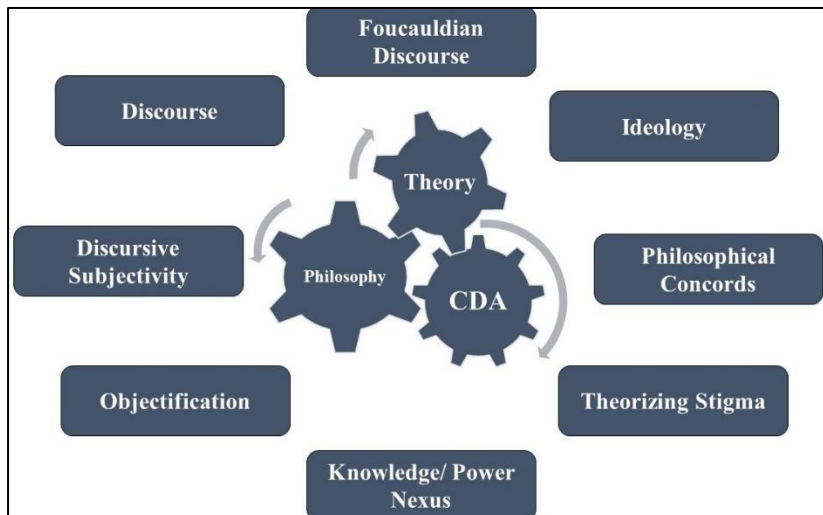 Foucauldian
Discourse
Discourse
Ideology
Theory
Discursive
Subjectivity
Philosophy
CDA
Philosophical
Concords
Objectification
Theorizing Stigma
Knowledge/ Power
Nexus